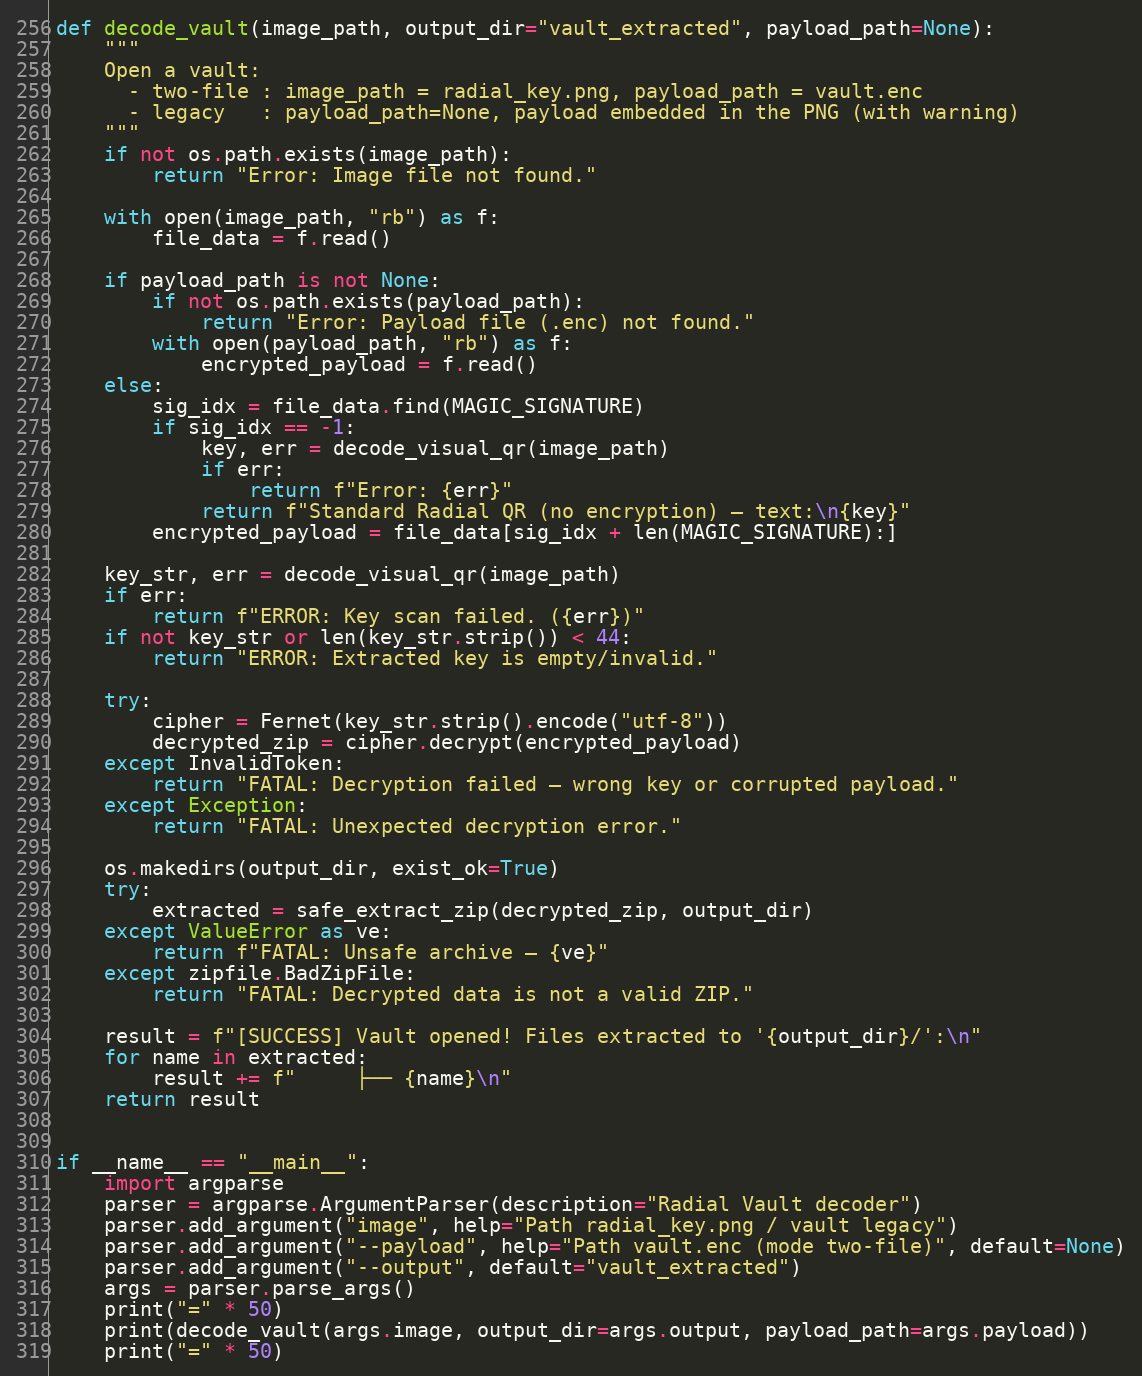 256 def decode_vault(image_path, output_dir="vault_extracted", payload_path=None):
257     """
258     Open a vault:
259       - two-file : image_path = radial_key.png, payload_path = vault.enc
260       - legacy   : payload_path=None, payload embedded in the PNG (with warning)
261     """
262     if not os.path.exists(image_path):
263         return "Error: Image file not found."
264
265     with open(image_path, "rb") as f:
266         file_data = f.read()
267
268     if payload_path is not None:
269         if not os.path.exists(payload_path):
270             return "Error: Payload file (.enc) not found."
271         with open(payload_path, "rb") as f:
272             encrypted_payload = f.read()
273     else:
274         sig_idx = file_data.find(MAGIC_SIGNATURE)
275         if sig_idx == -1:
276             key, err = decode_visual_qr(image_path)
277             if err:
278                 return f"Error: {err}"
279             return f"Standard Radial QR (no encryption) — text:\n{key}"
280         encrypted_payload = file_data[sig_idx + len(MAGIC_SIGNATURE):]
281
282     key_str, err = decode_visual_qr(image_path)
283     if err:
284         return f"ERROR: Key scan failed. ({err})"
285     if not key_str or len(key_str.strip()) < 44:
286         return "ERROR: Extracted key is empty/invalid."
287
288     try:
289         cipher = Fernet(key_str.strip().encode("utf-8"))
290         decrypted_zip = cipher.decrypt(encrypted_payload)
291     except InvalidToken:
292         return "FATAL: Decryption failed — wrong key or corrupted payload."
293     except Exception:
294         return "FATAL: Unexpected decryption error."
295
296     os.makedirs(output_dir, exist_ok=True)
297     try:
298         extracted = safe_extract_zip(decrypted_zip, output_dir)
299     except ValueError as ve:
300         return f"FATAL: Unsafe archive — {ve}"
301     except zipfile.BadZipFile:
302         return "FATAL: Decrypted data is not a valid ZIP."
303
304     result = f"[SUCCESS] Vault opened! Files extracted to '{output_dir}/':\n"
305     for name in extracted:
306         result += f"     ├── {name}\n"
307     return result
308
309
310 if __name__ == "__main__":
311     import argparse
312     parser = argparse.ArgumentParser(description="Radial Vault decoder")
313     parser.add_argument("image", help="Path radial_key.png / vault legacy")
314     parser.add_argument("--payload", help="Path vault.enc (mode two-file)", default=None)
315     parser.add_argument("--output", default="vault_extracted")
316     args = parser.parse_args()
317     print("=" * 50)
318     print(decode_vault(args.image, output_dir=args.output, payload_path=args.payload))
319     print("=" * 50)